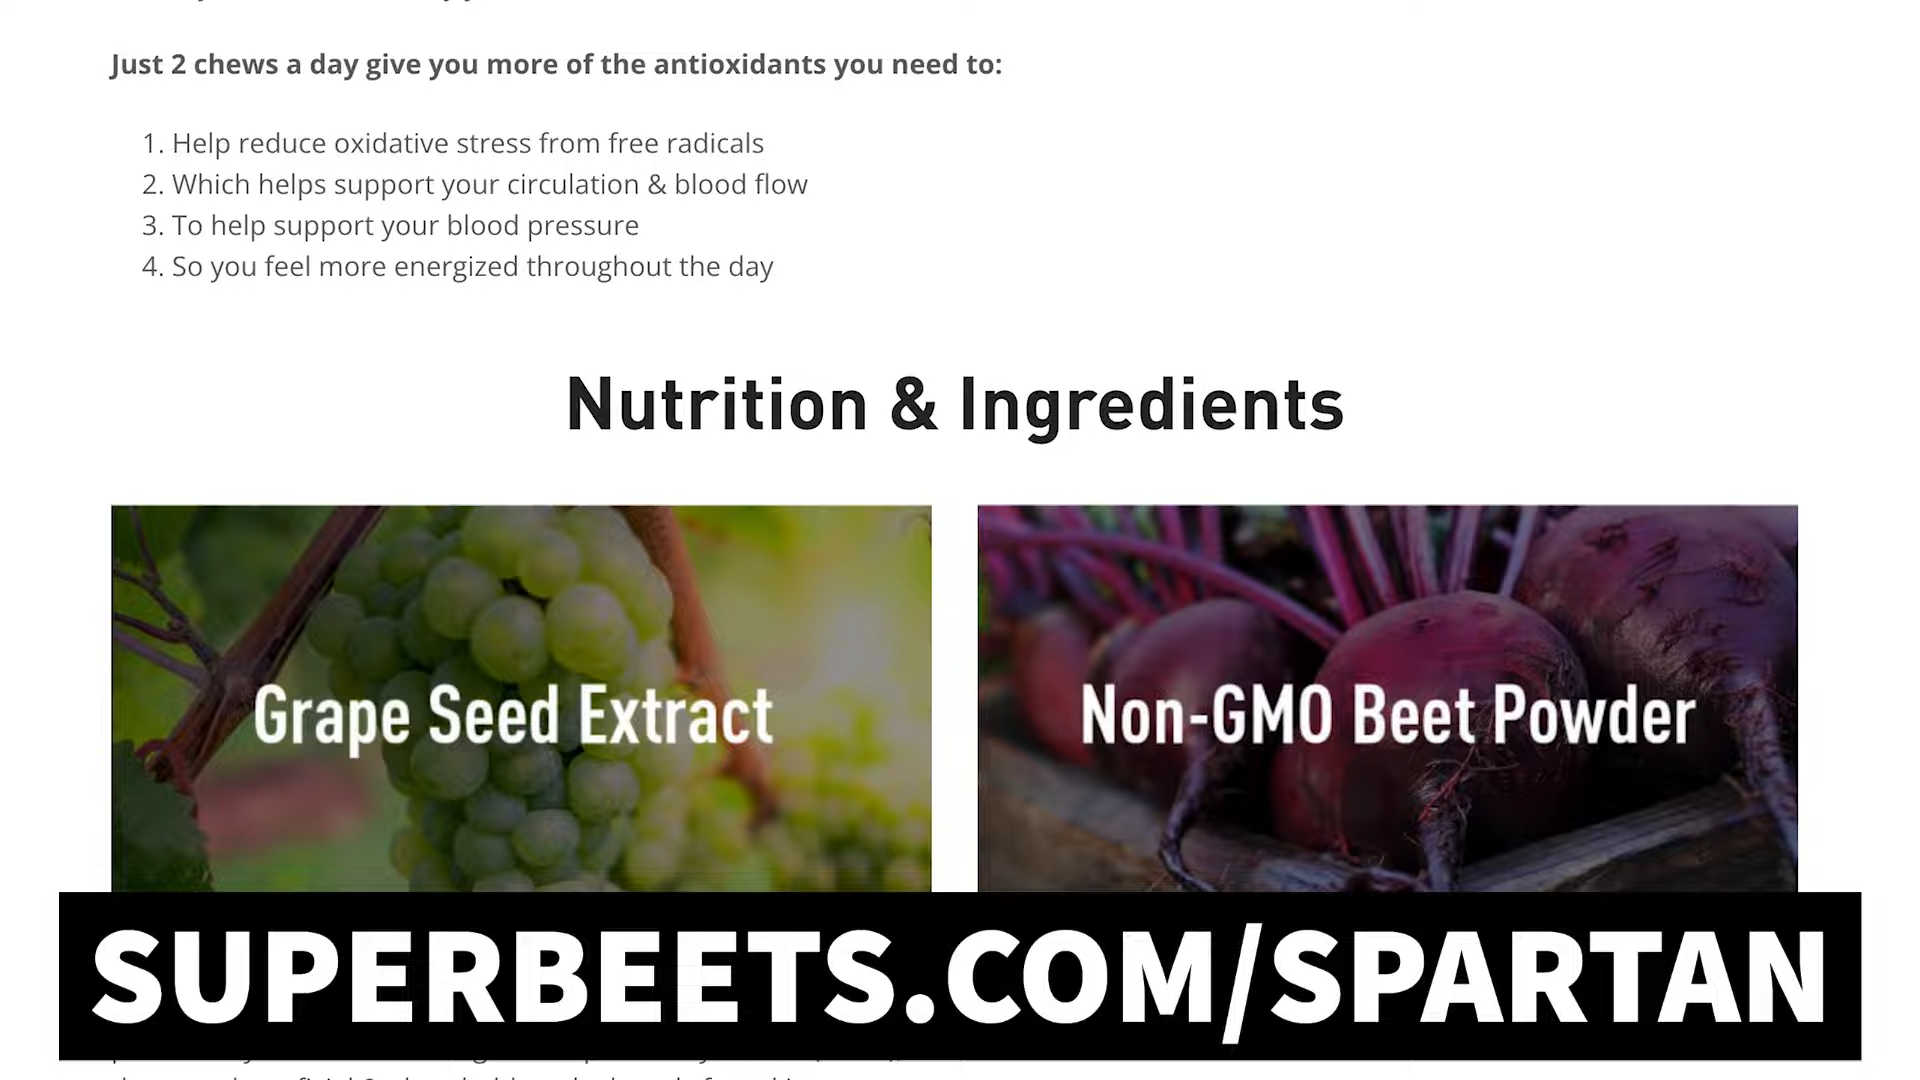 Just 2 chews a day give you more of the antioxidants you need to:
1. Help reduce oxidative stress from free radicals
2. Which helps support your circulation & blood flow
3. To help support your blood pressure
4. So you feel more energized throughout the day
Nutrition & Ingredients
Grape Seed Extract
Non-GMO Beet Powder
SUPERBEETS.COM/SPARTAN